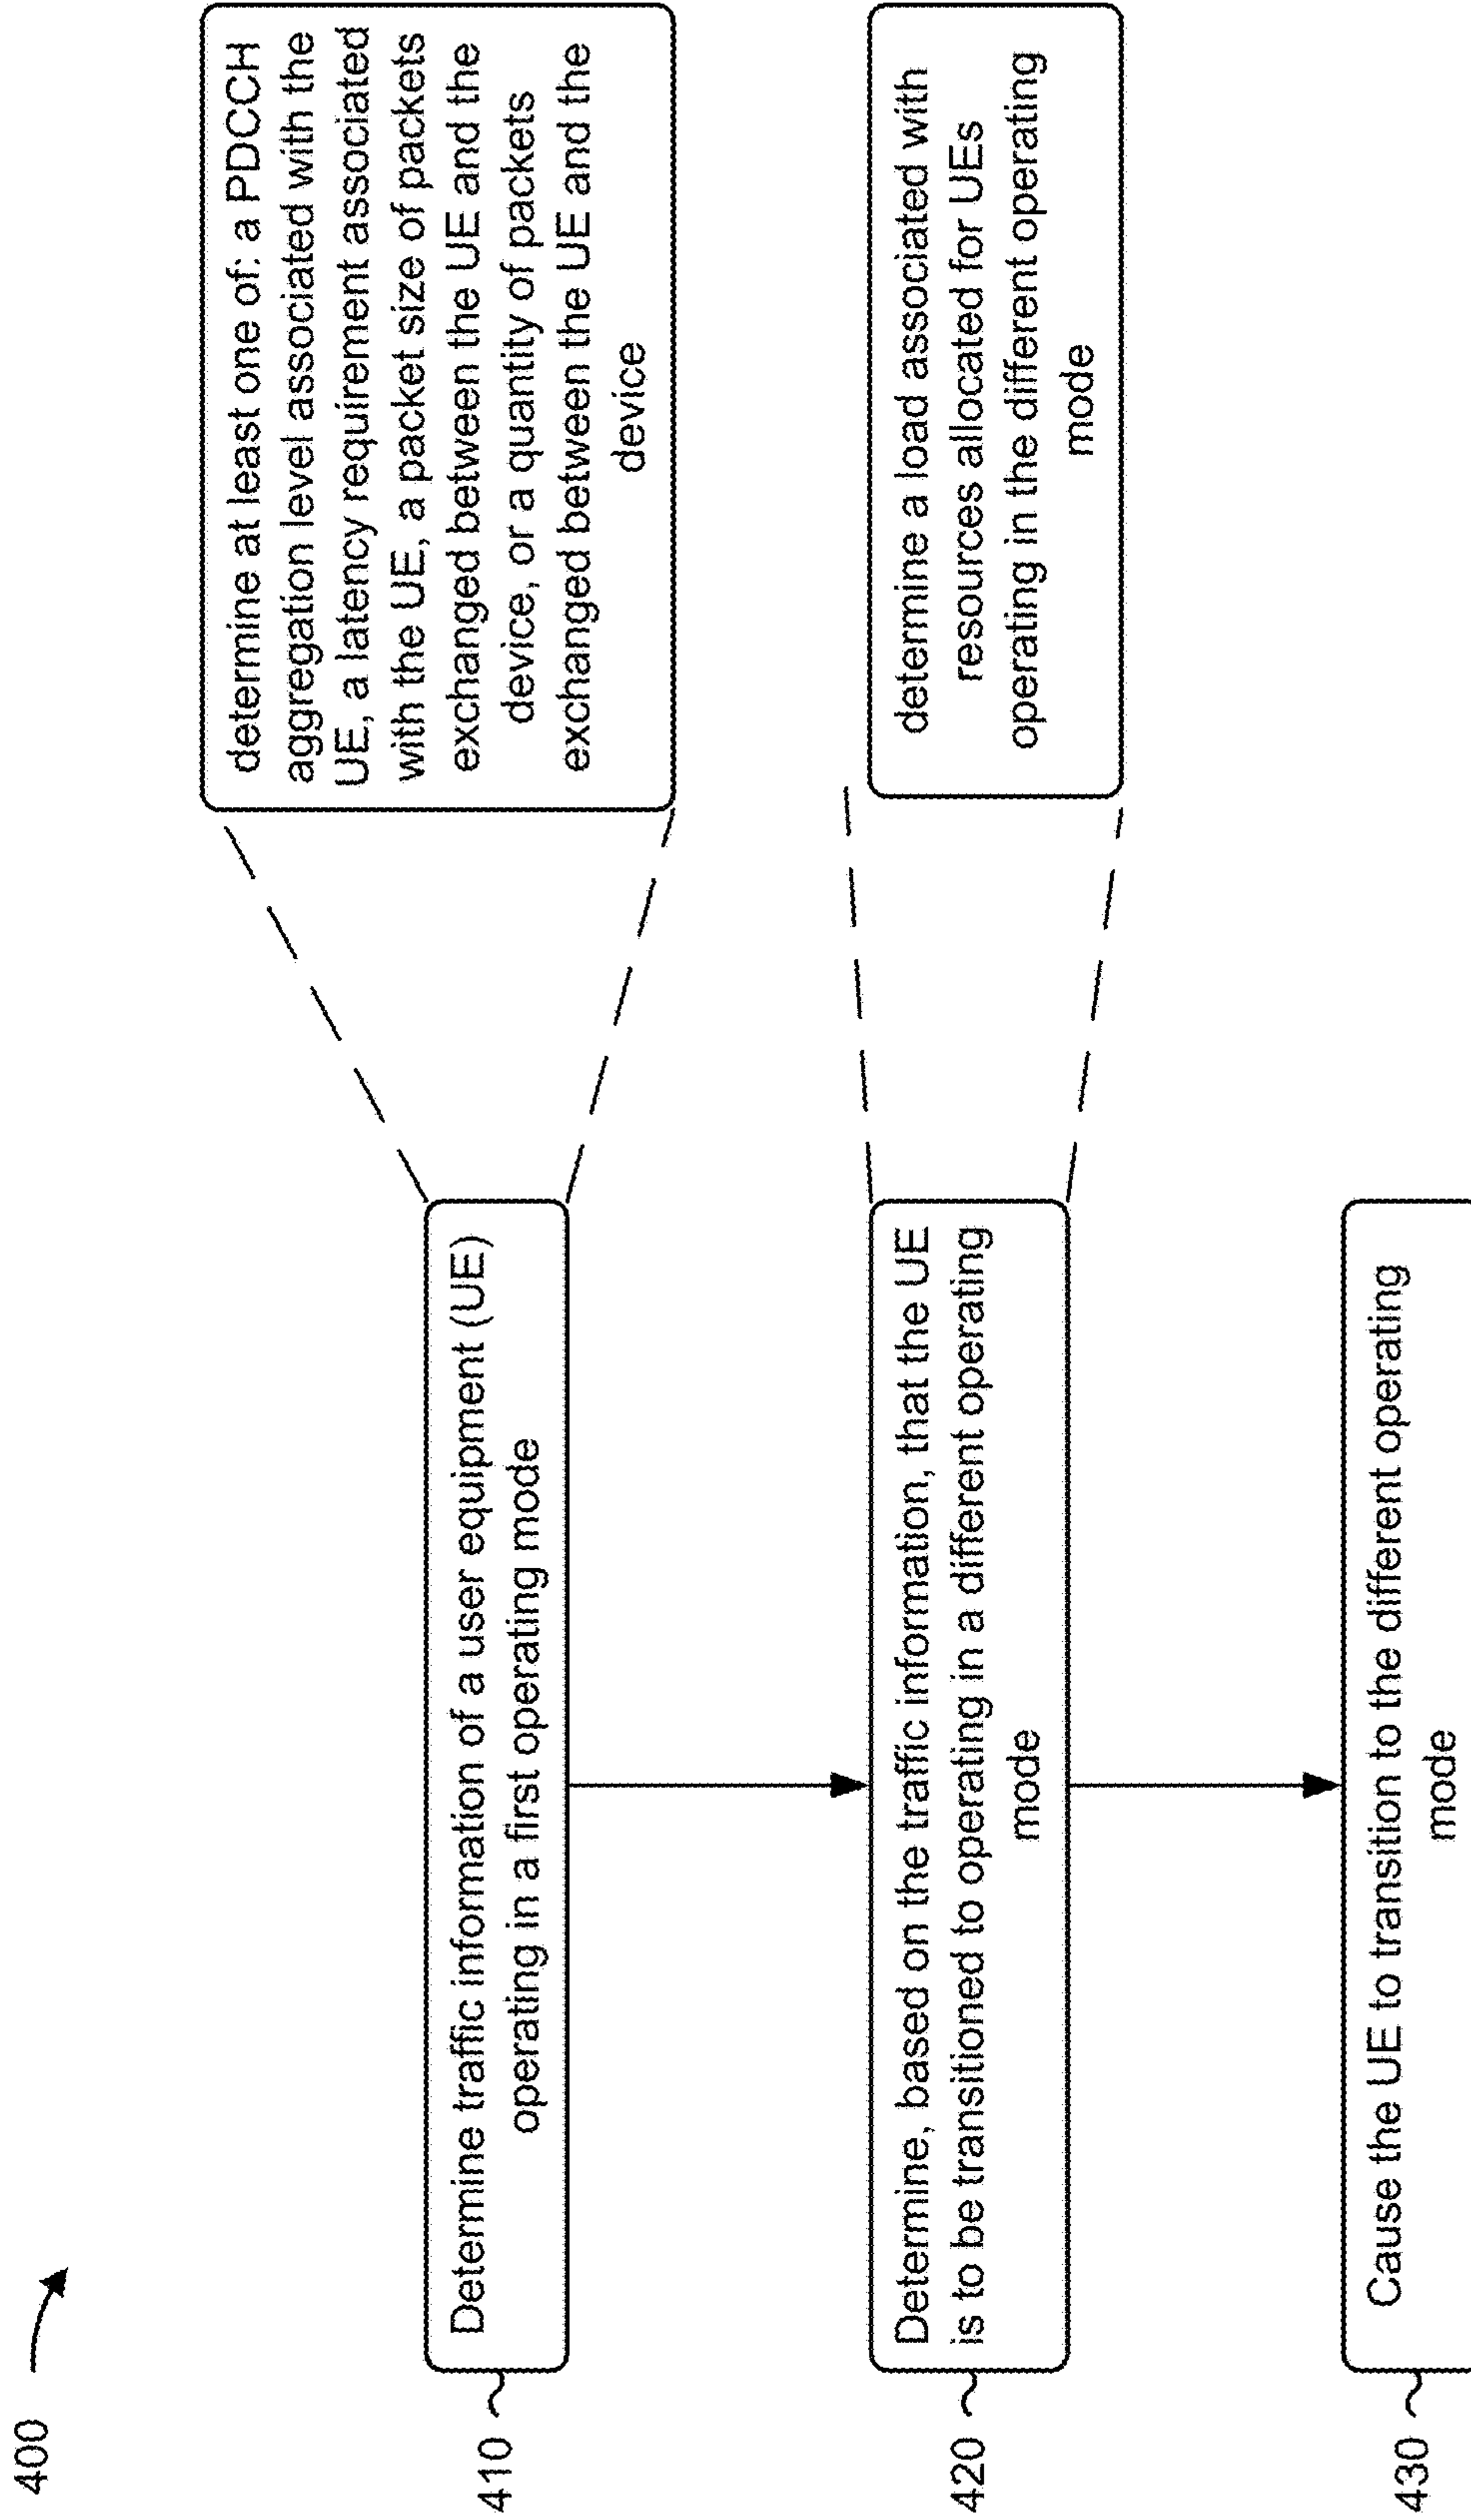 400
410
Determine traffic information of a user equipment (UE)
operating in a first operating mode
determine at least one of: a PDCCH
aggregation level associated with the
UE, a latency requirement associated
with the UE, a packet size of packets
exchanged between the UE and the
device, or a quantity of packets
exchanged between the UE and the
device
420
Determine, based on the traffic information, that the UE
is to be transitioned to operating in a different operating
mode
determine a load associated with
resources allocated for UEs
operating in the different operating
mode
430
Cause the UE to transition to the different operating
mode